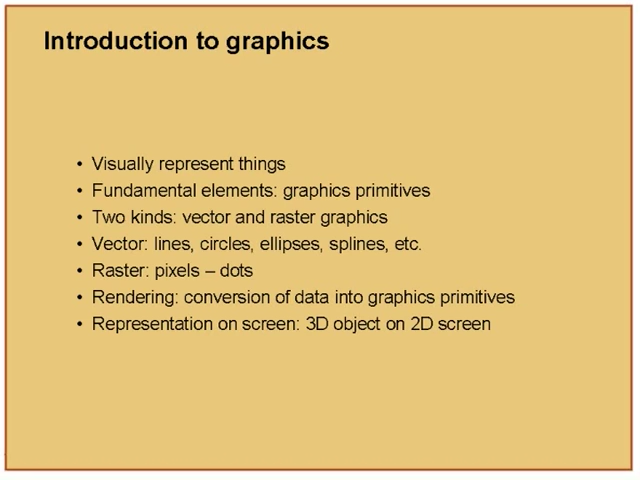 Introduction to graphics
• Visually represent things
• Fundamental elements: graphics primitives
• Two kinds: vector and raster graphics
• Vector: lines, circles, ellipses, splines, etc.
• Raster: pixels – dots
• Rendering: conversion of data into graphics primitives
• Representation on screen: 3D object on 2D screen